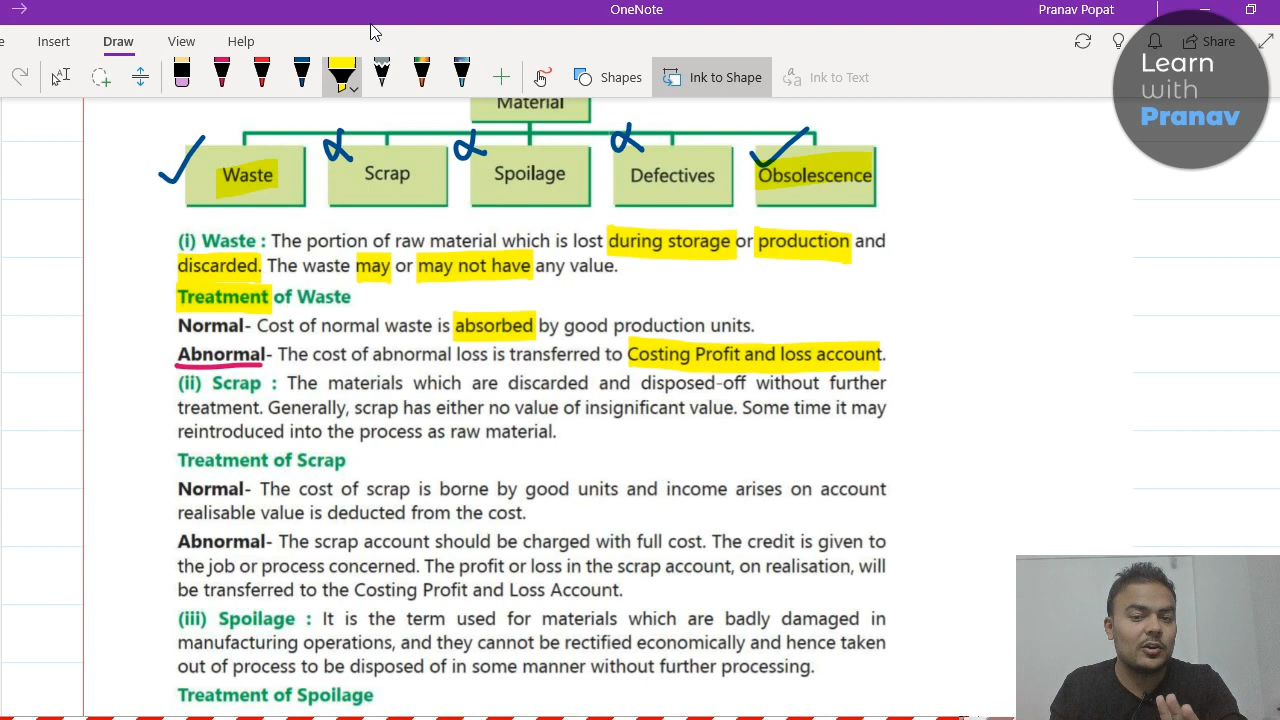 OneNote
Pranav Popat
Insert Draw View Help
Share
Shapes
Ink to Shape
Ink to Text
Learn
with
Pranav
Material
Waste
Scrap
Spoilage
Defectives
Obsolescence
(i) Waste : The portion of raw material which is lost during storage or production and
discarded. The waste may or may not have any value.
Treatment of Waste
Normal- Cost of normal waste is absorbed by good production units.
Abnormal- The cost of abnormal loss is transferred to Costing Profit and loss account.
(ii) Scrap : The materials which are discarded and disposed-off without further
treatment. Generally, scrap has either no value of insignificant value. Some time it may
reintroduced into the process as raw material.
Treatment of Scrap
Normal- The cost of scrap is borne by good units and income arises on account
realisable value is deducted from the cost.
Abnormal- The scrap account should be charged with full cost. The credit is given to
the job or process concerned. The profit or loss in the scrap account, on realisation, will
be transferred to the Costing Profit and Loss Account.
(iii) Spoilage : It is the term used for materials which are badly damaged in
manufacturing operations, and they cannot be rectified economically and hence taken
out of process to be disposed of in some manner without further processing.
Treatment of Spoilage